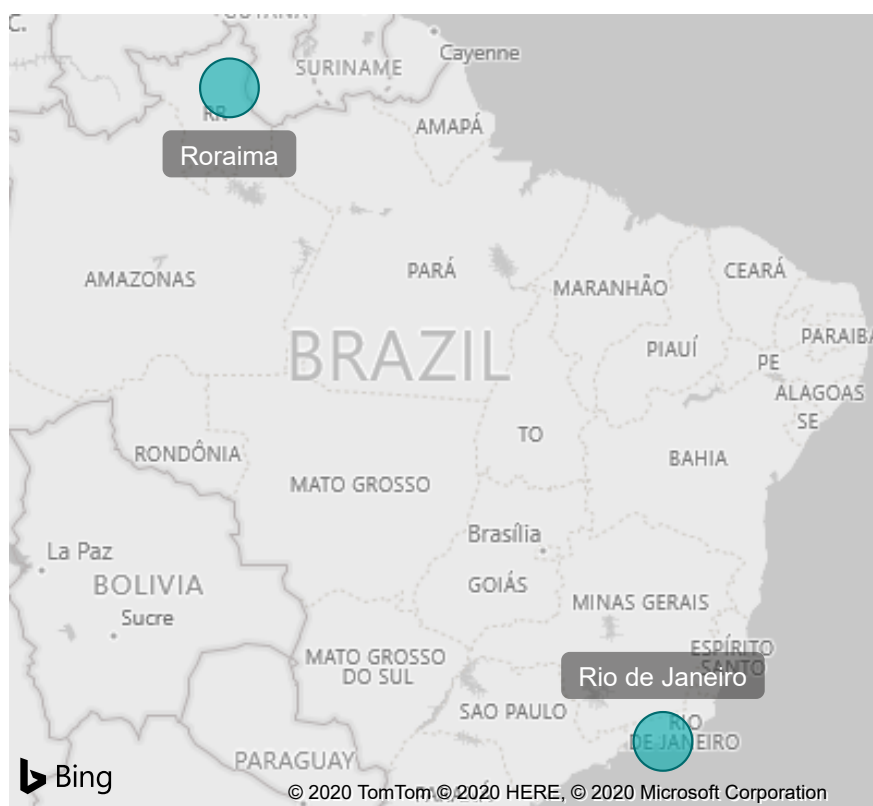 C.
GUYANA
Cayenne
SURINAME
RR
AMAPÁ
Roraima
AMAZONAS
PARÁ
CEARÁ
MARANHÃO
BRAZIL
PARAIBA
PIAUÍ
PE
ALAGOAS
SE
TO
RONDÔNIA
BAHIA
MATO GROSSO
Brasília
La Paz
BOLIVIA
GOIÁS
MINAS GERAIS
Sucre
ESPÍRITO
SANTO
MATO GROSSO
DO SUL
Rio de Janeiro
SAO PAULO
RIO
DE JANEIRO
PARAGUAY
Bing
© 2020 TomTom © 2020 HERE, © 2020 Microsoft Corporation